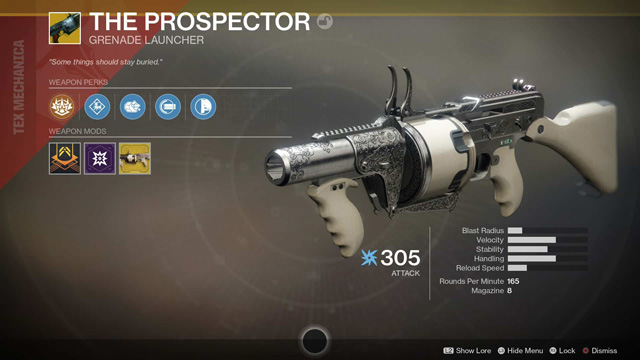 THE PROSPECTOR
GRENADE LAUNCHER
"Some things should stay buried."
TEX MECHANICA
WEAPON PERKS
WEAPON MODS
305
ATTACK
Blast Radius
Velocity
Stability
Handling
Reload Speed
Rounds Per Minute 165
Magazine 8
L2 Show Lore
Hide Menu
Lock
Dismiss